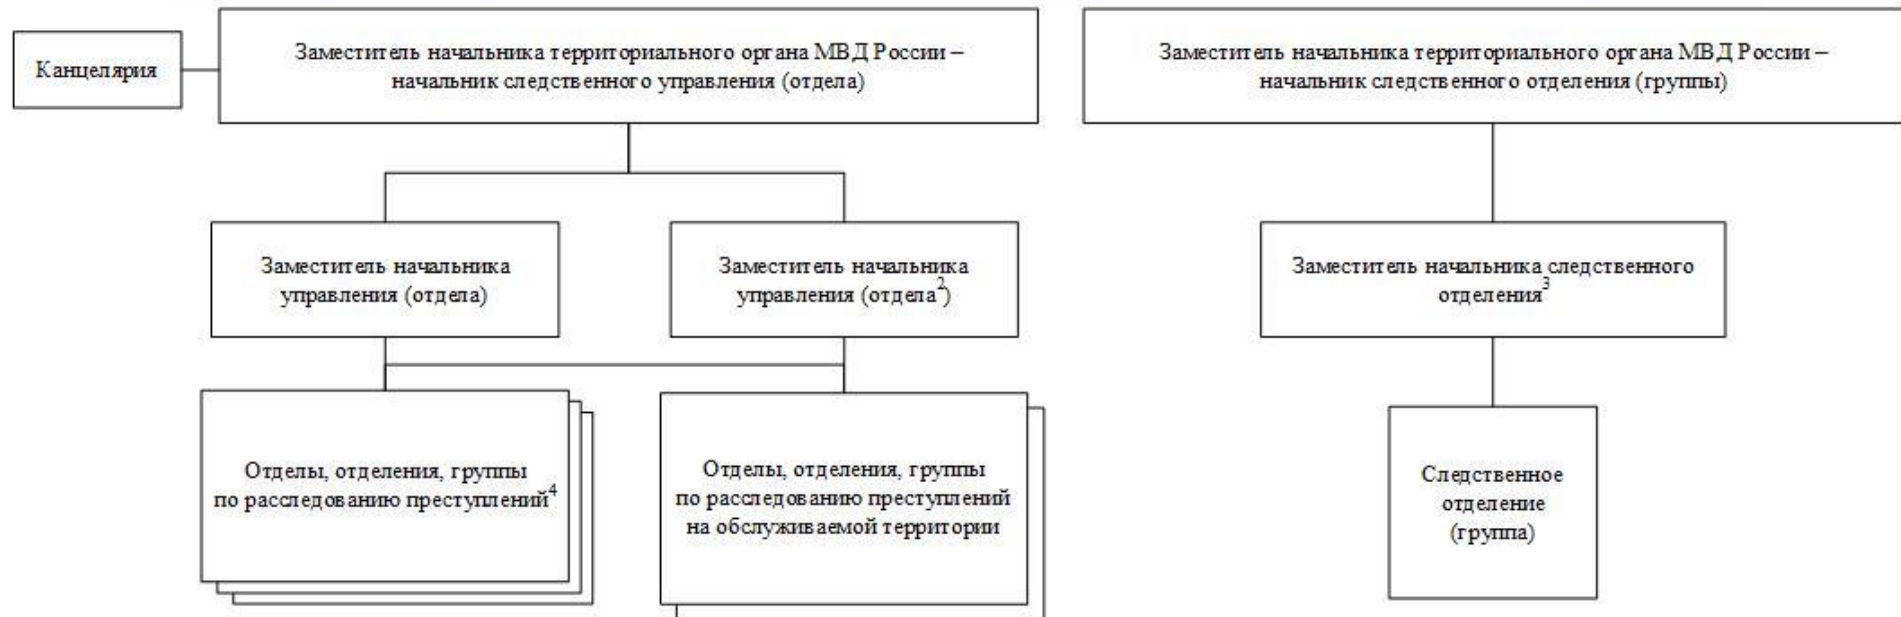 Канцелярия
Заместитель начальника территориального органа МВД России –
начальник следственного управления (отдела)
Заместитель начальника территориального органа МВД России –
начальник следственного отделения (группы)
Заместитель начальника
управления (отдела)
Заместитель начальника
управления (отдела²)
Заместитель начальника следственного
отделения³
Отделы, отделения, группы
по расследованию преступлений⁴
Отделы, отделения, группы
по расследованию преступлений
на обслуживаемой территории
Следственное
отделение
(группа)